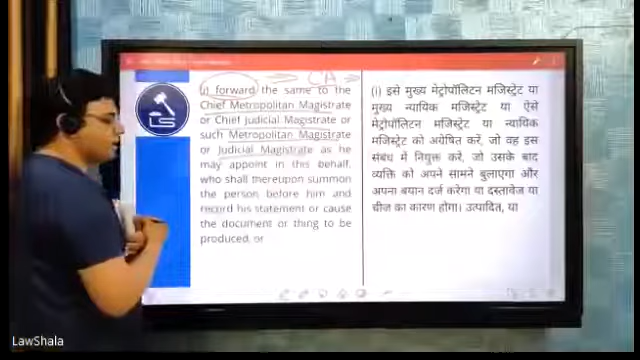 CA
(i) forward the same to the
Chief Metropolitan Magistrate
or Chief Judicial Magistrate or
such Metropolitan Magistrate
or Judicial Magistrate as he
may appoint in this behalf,
who shall thereupon summon
the person before him and
record his statement or cause
the document or thing to be
produced, or
(i) इसे मुख्य मेट्रोपॉलिटन मजिस्ट्रेट या
मुख्य न्यायिक मजिस्ट्रेट या ऐसे
मेट्रोपॉलिटन मजिस्ट्रेट या न्यायिक
मजिस्ट्रेट को अग्रेषित करें, जो वह इस
संबंध में नियुक्त करे, जो उसके बाद
व्यक्ति को अपने सामने बुलाएगा और
अपना बयान दर्ज करेगा या दस्तावेज या
चीज का कारण होगा। उत्पादित, या
LS
LawShala